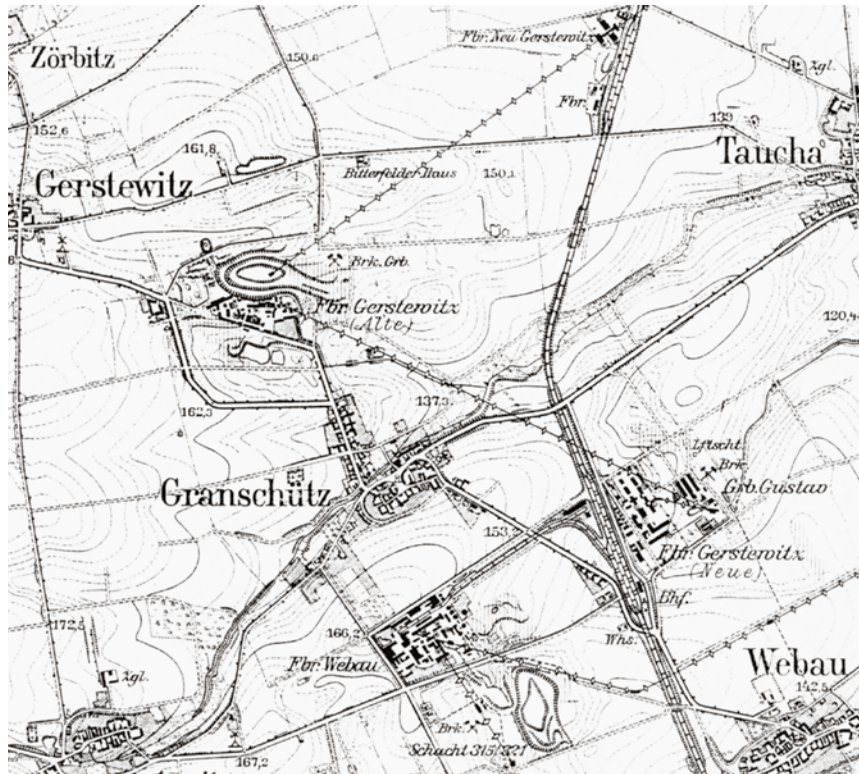 Fbr. Neu Gerstewitz
Zörbitz
150,6
Zgl.
Fbr.
152,6
139
161,8
Taucha
Bitterfelder Haus
150,1
Gerstewitz
Brk. Grb.
Fbr. Gerstewitz
(Alte)
120,4
162,3
137,3
Lftscht.
Brk.
Granschütz
Grb. Gustav
153,2
Fbr. Gerstewitz
(Neue)
Bhf.
172,5
166,2
Whs.
Fbr. Webau
Webau
Zgl.
142,5
Brk.
Schacht 315/321
167,2